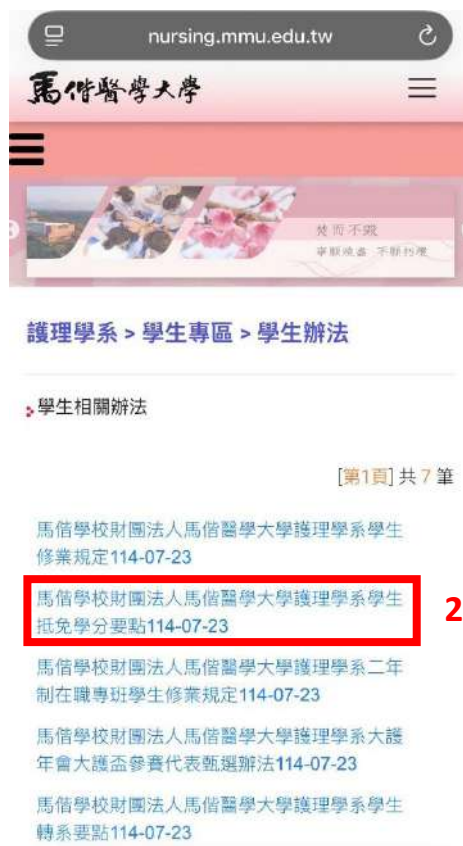 nursing.mmu.edu.tw
馬偕醫學大學
焚而不燬
寧願燒盡 不願朽壞
護理學系 > 學生專區 > 學生辦法
學生相關辦法
[第1頁] 共 7 筆
馬偕學校財團法人馬偕醫學大學護理學系學生
修業規定114-07-23
馬偕學校財團法人馬偕醫學大學護理學系學生
抵免學分要點114-07-23
2
馬偕學校財團法人馬偕醫學大學護理學系二年
制在職專班學生修業規定114-07-23
馬偕學校財團法人馬偕醫學大學護理學系大護
年會大護盃參賽代表甄選辦法114-07-23
馬偕學校財團法人馬偕醫學大學護理學系學生
轉系要點114-07-23